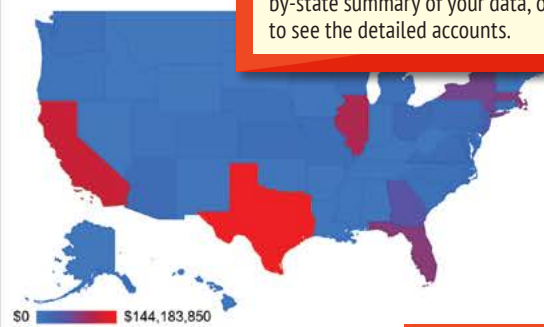 by-state summary of your data, o
to see the detailed accounts.
$0 $144,183,850